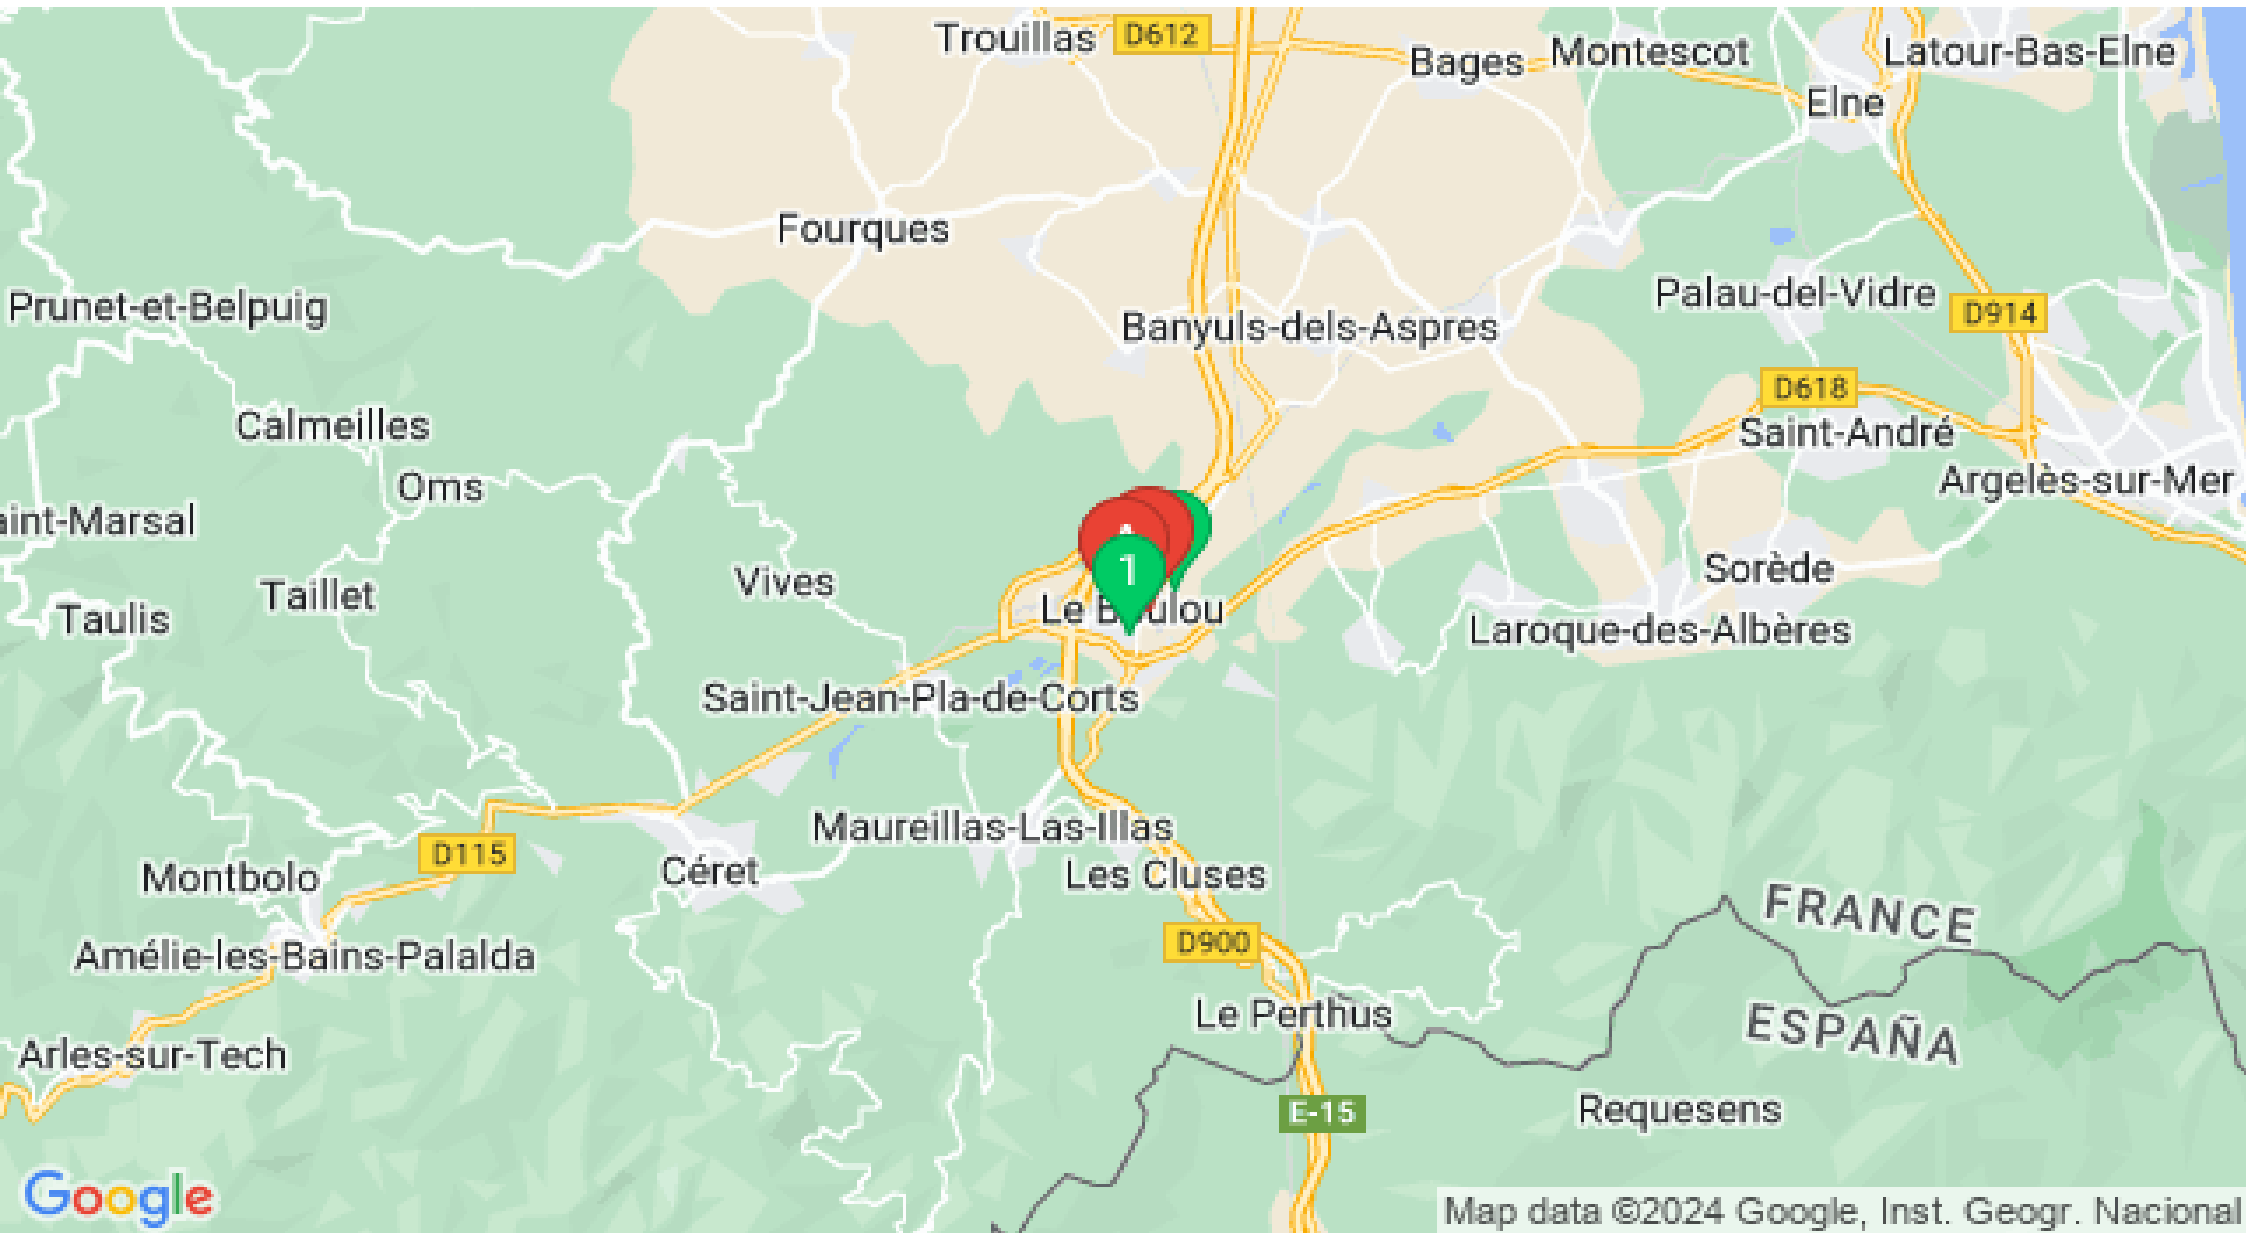 Trouillas
D612
Bages
Montescot
Latour-Bas-Elne
Elne
Fourques
Prunet-et-Belpuig
Banyuls-dels-Aspres
Palau-del-Vidre
D914
D618
Calmeilles
Saint-André
Oms
Argelès-sur-Mer
aint-Marsal
1
Vives
Sorède
Taillet
Taulis
Le B ulou
Laroque-des-Albères
Saint-Jean-Pla-de-Corts
Maureillas-Las-Illas
D115
Céret
Les Cluses
Montbolo
FRANCE
D900
Amélie-les-Bains-Palalda
Le Perthus
ESPAÑA
Arles-sur-Tech
E-15
Requesens
Google
Map data ©2024 Google, Inst. Geogr. Nacional